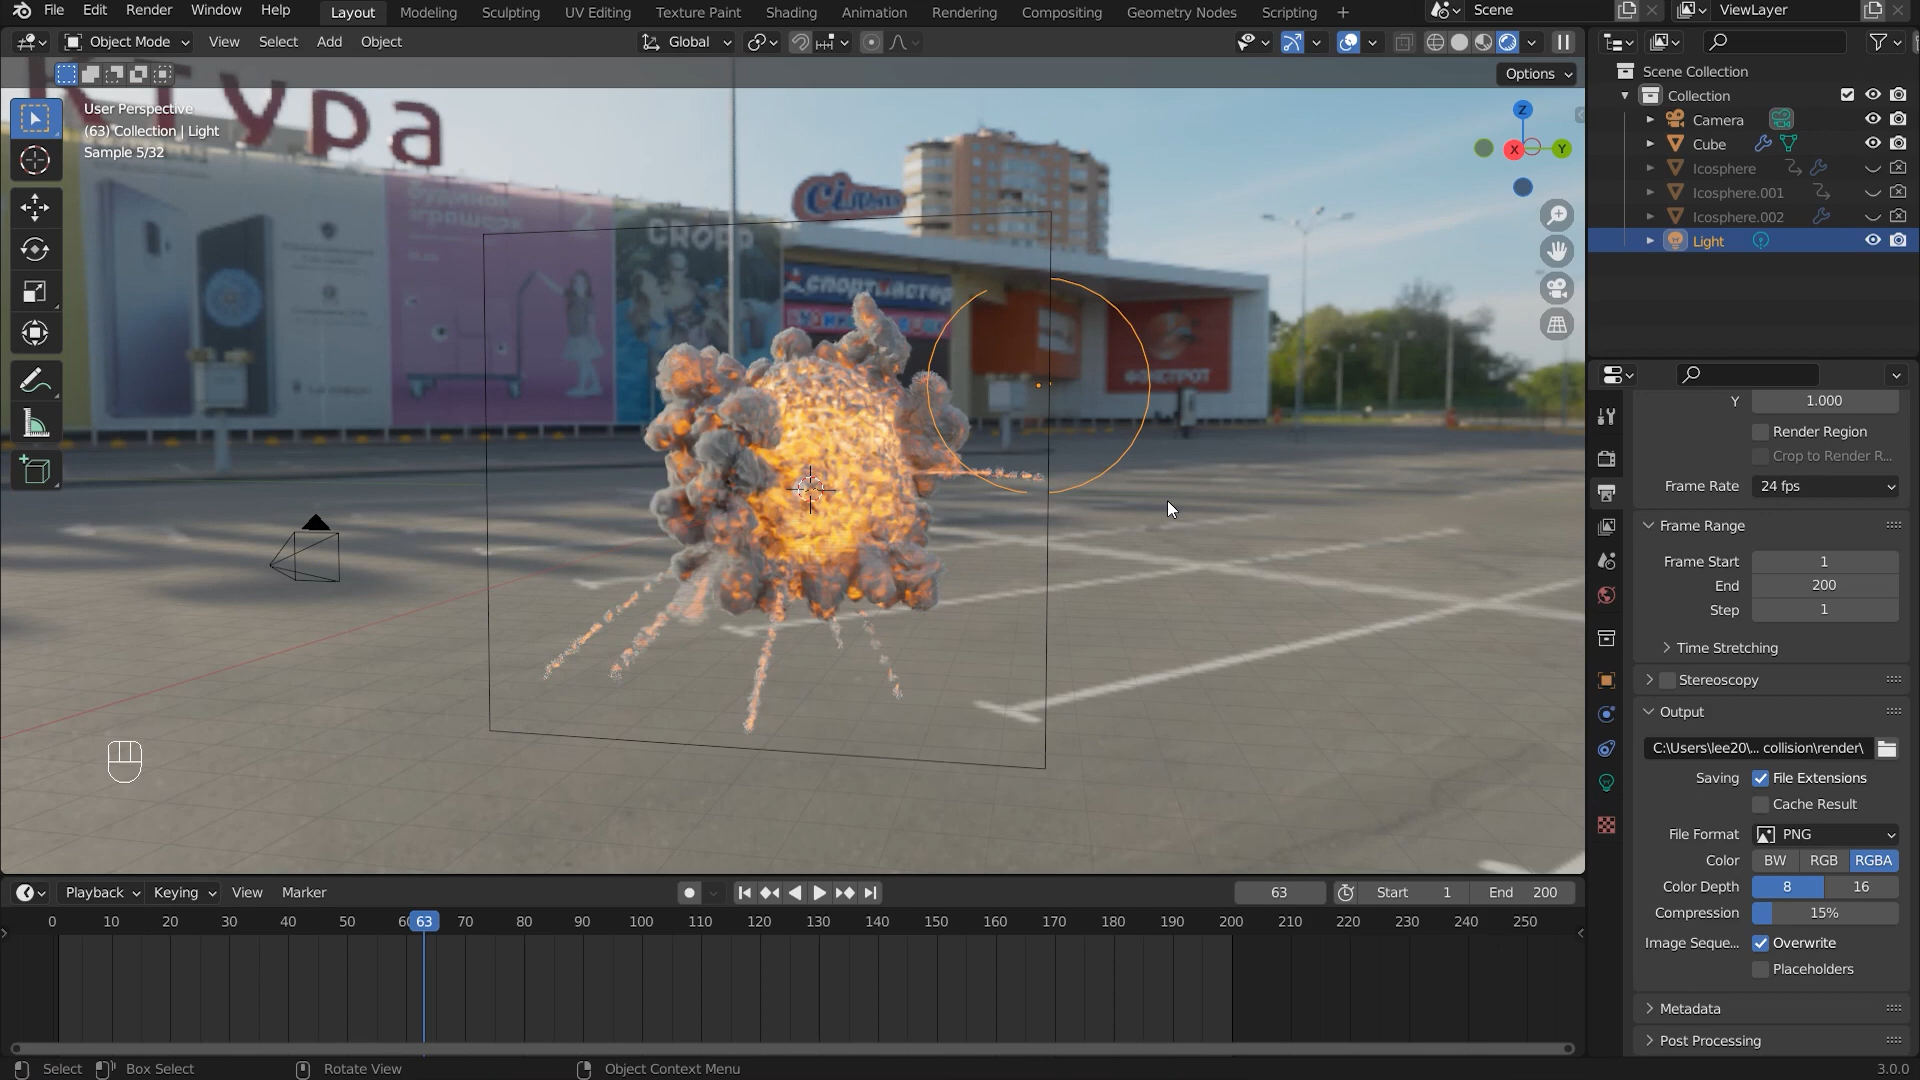 File Edit Render Window Help Layout Modeling Sculpting UV Editing Texture Paint Shading Animation Rendering Compositing Geometry Nodes Scripting + Scene ViewLayer
Object Mode View Select Add Object Global
Options
User Perspective
(63) Collection | Light
Sample 5/32
ктура
CROPP
спортмастер
ФОКСТРОТ
Z
X
Y
Scene Collection
Collection
Camera
Cube
Icosphere
Icosphere.001
Icosphere.002
Light
Y 1.000
Render Region
Crop to Render R...
Frame Rate 24 fps
Frame Range
Frame Start 1
End 200
Step 1
Time Stretching
Stereoscopy
Output
C:\Users\lee20\... collision\render\
Saving File Extensions
Cache Result
File Format PNG
Color BW RGB RGBA
Color Depth 8 16
Compression 15%
Image Seque... Overwrite
Placeholders
Metadata
Post Processing
Playback Keying View Marker 63 Start 1 End 200
0 10 20 30 40 50 60 63 70 80 90 100 110 120 130 140 150 160 170 180 190 200 210 220 230 240 250
Select Box Select Rotate View Object Context Menu 3.0.0